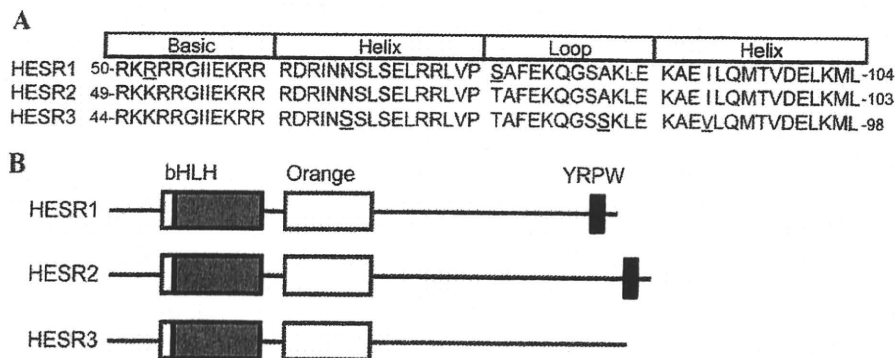 A
Basic Helix Loop Helix
HESR1 50-RKRRRGIIEKRR RDRINNSLSELRRLVP SAFEKQGSAKLE KAEILQMTVDELKML-104
HESR2 49-RKKRRGIIEKRR RDRINNSLSELRRLVP TAFEKQGSAKLE KAEILQMTVDELKML-103
HESR3 44-RKKRRGIIEKRR RDRINSSLSELRRLVP TAFEKQGSSKLE KAEVLQMTVDELKML-98
B
bHLH Orange YRPW
HESR1
HESR2
HESR3